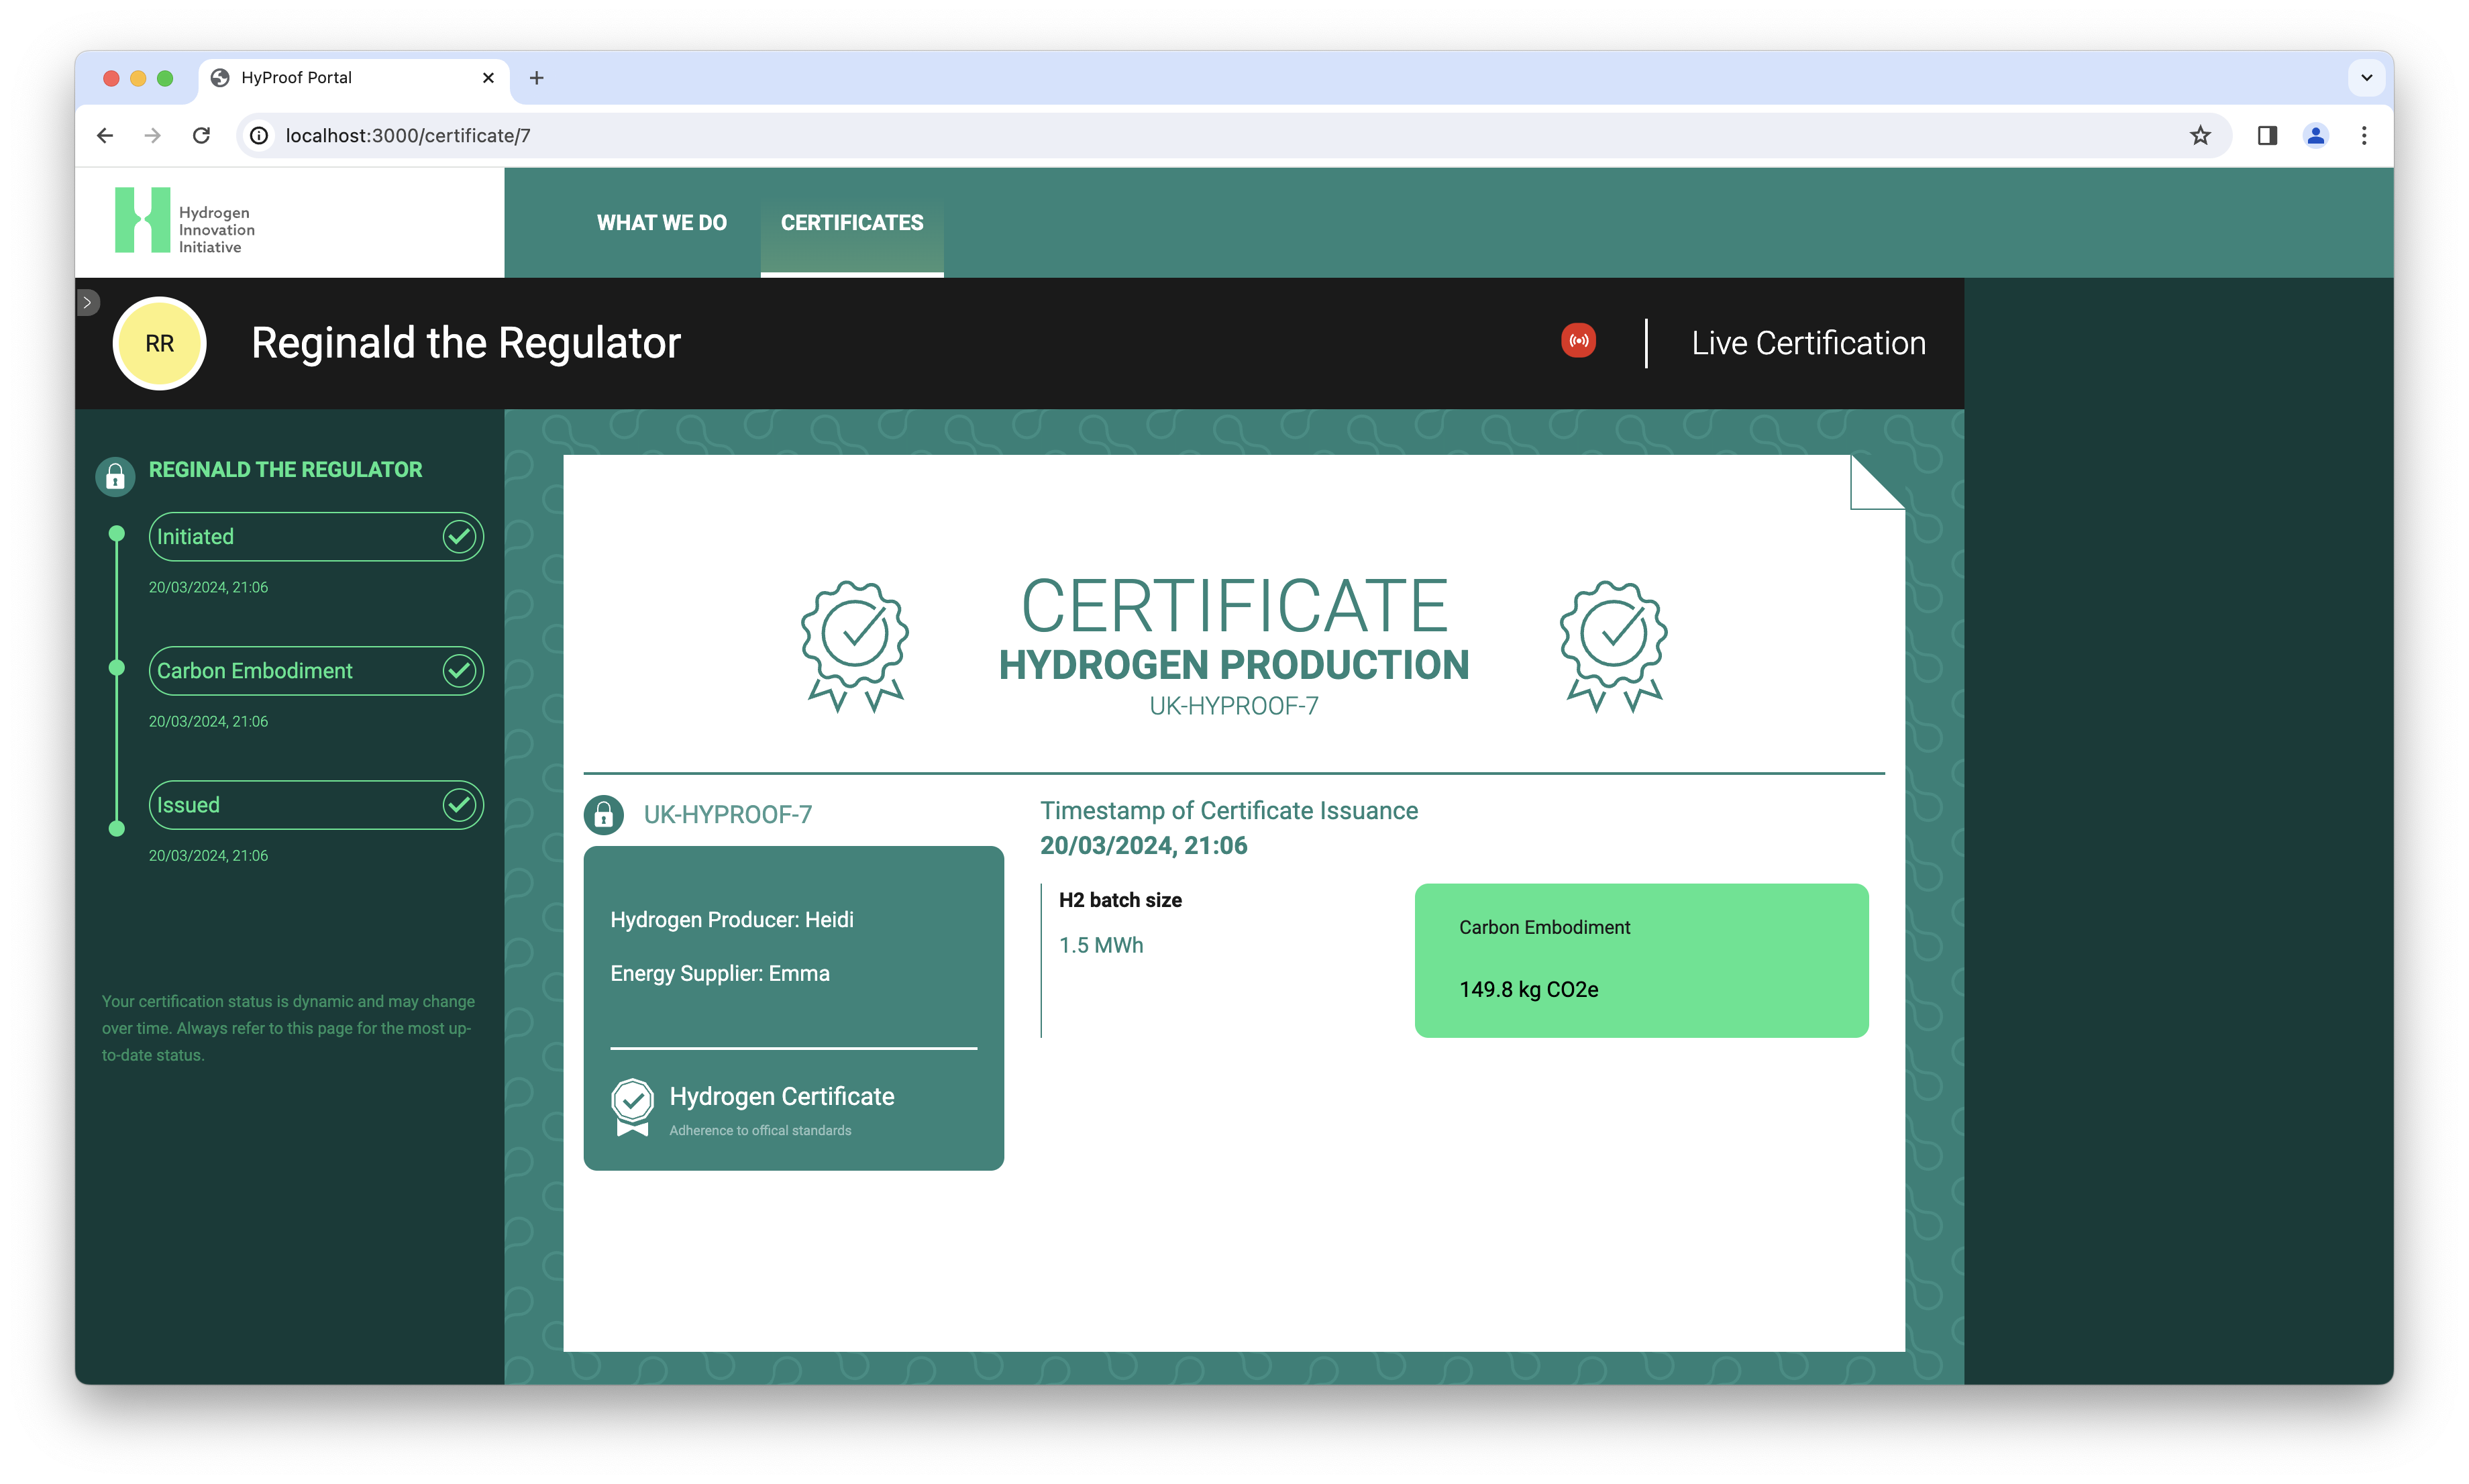 HyProof Portal
localhost:3000/certificate/7
Hydrogen
Innovation
Initiative
WHAT WE DO
CERTIFICATES
RR
Reginald the Regulator
Live Certification
REGINALD THE REGULATOR
Initiated
20/03/2024, 21:06
Carbon Embodiment
20/03/2024, 21:06
Issued
20/03/2024, 21:06
Your certification status is dynamic and may change
over time. Always refer to this page for the most up-
to-date status.
CERTIFICATE
HYDROGEN PRODUCTION
UK-HYPROOF-7
UK-HYPROOF-7
Hydrogen Producer: Heidi
Energy Supplier: Emma
Hydrogen Certificate
Adherence to offical standards
Timestamp of Certificate Issuance
20/03/2024, 21:06
H2 batch size
1.5 MWh
Carbon Embodiment
149.8 kg CO2e